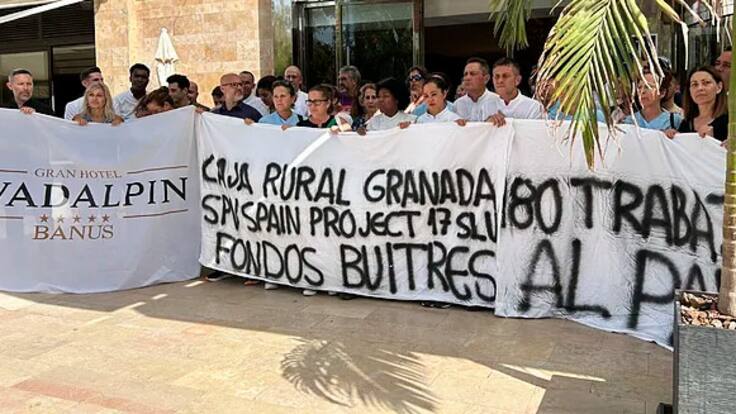 GRAN HOTEL
VADALPIN
BANUS
CAJA RURAL GRANADA
SPV SPAIN PROJECT 17 SLU
FONDOS BUITRES
180 TRABA
AL PA